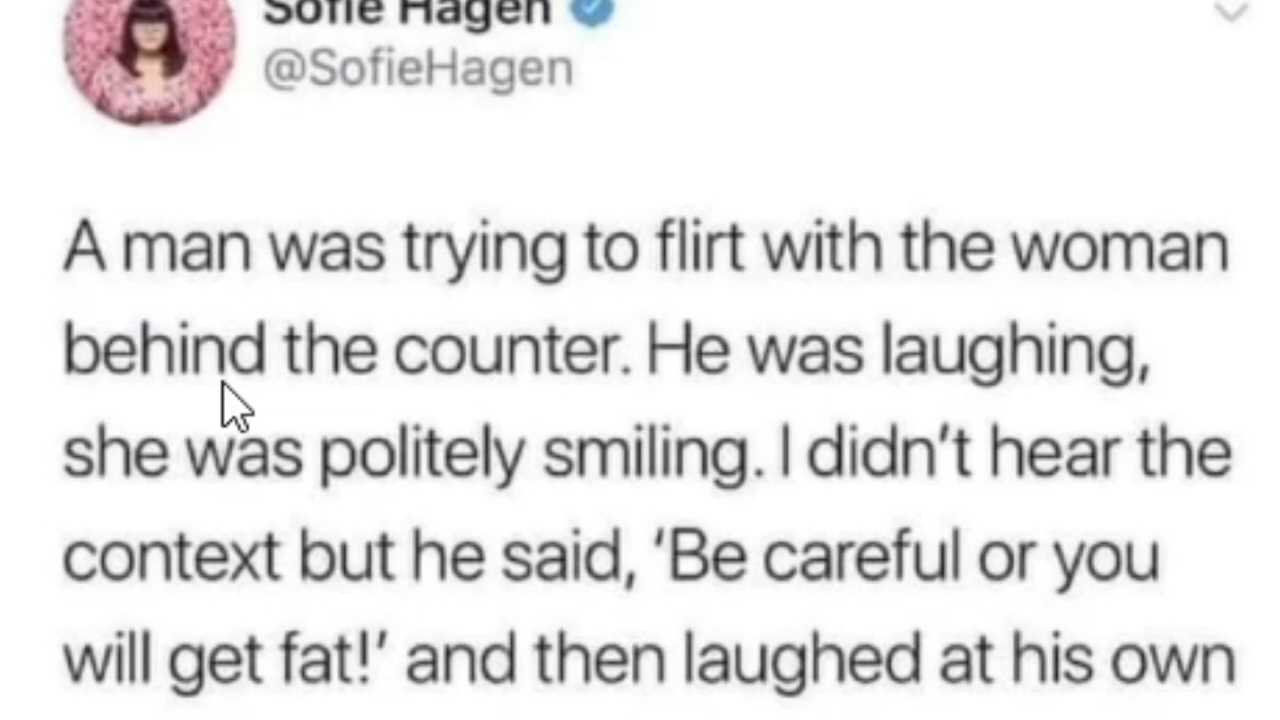 Sofie Hagen
@SofieHagen
A man was trying to flirt with the woman
behind the counter. He was laughing,
she was politely smiling. I didn’t hear the
context but he said, ‘Be careful or you
will get fat!’ and then laughed at his own